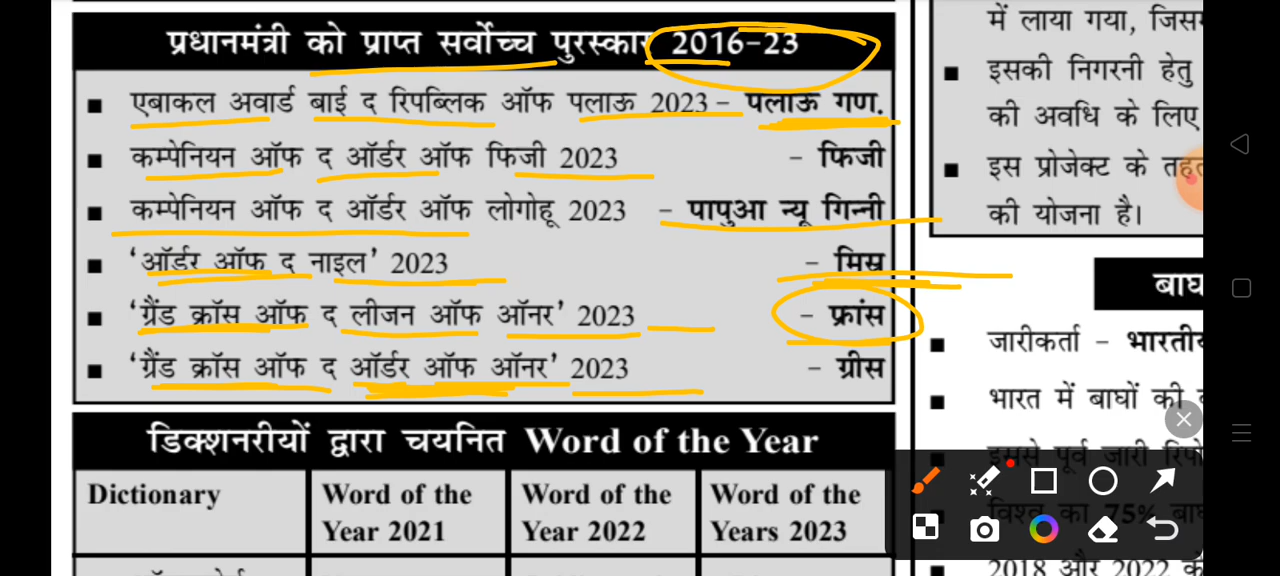 प्रधानमंत्री को प्राप्त सर्वोच्च पुरस्कार 2016-23
▪ एबाकल अवार्ड बाई द रिपब्लिक ऑफ पलाऊ 2023 – पलाऊ गण.
▪ कम्पेनियन ऑफ द ऑर्डर ऑफ फिजी 2023 – फिजी
▪ कम्पेनियन ऑफ द ऑर्डर ऑफ लोगोहू 2023 – पापुआ न्यू गिन्नी
▪ ‘ऑर्डर ऑफ द नाइल’ 2023 – मिस्र
▪ ‘ग्रैंड क्रॉस ऑफ द लीजन ऑफ ऑनर’ 2023 – फ्रांस
▪ ‘ग्रैंड क्रॉस ऑफ द ऑर्डर ऑफ ऑनर’ 2023 – ग्रीस
डिक्शनरीयों द्वारा चयनित Word of the Year
Dictionary
Word of the
Year 2021
Word of the
Year 2022
Word of the
Years 2023
में लाया गया,
▪ इसकी निगरनी हेतु
की अवधि के लिए
▪ इस प्रोजेक्ट के तहत
की योजना है।
▪ जारीकर्ता –
▪ भारत में बाघों की
▪ इससे पूर्व जारी
▪ विश्व का 75%
▪ 2018 और 2022 के